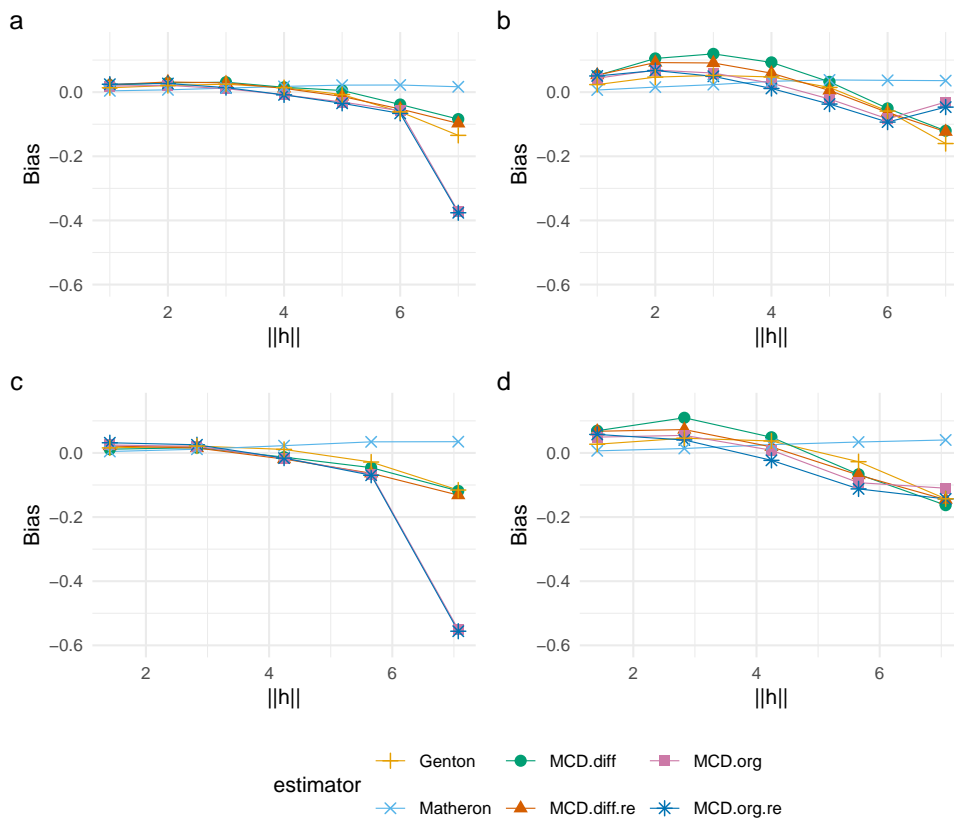 a
b
0.0
−0.2
−0.4
−0.6
Bias
2
4
6
||h||
0.0
−0.2
−0.4
−0.6
Bias
2
4
6
||h||
c
d
0.0
−0.2
−0.4
−0.6
Bias
2
4
6
||h||
0.0
−0.2
−0.4
−0.6
Bias
2
4
6
||h||
estimator
Genton
MCD.diff
MCD.org
Matheron
MCD.diff.re
MCD.org.re